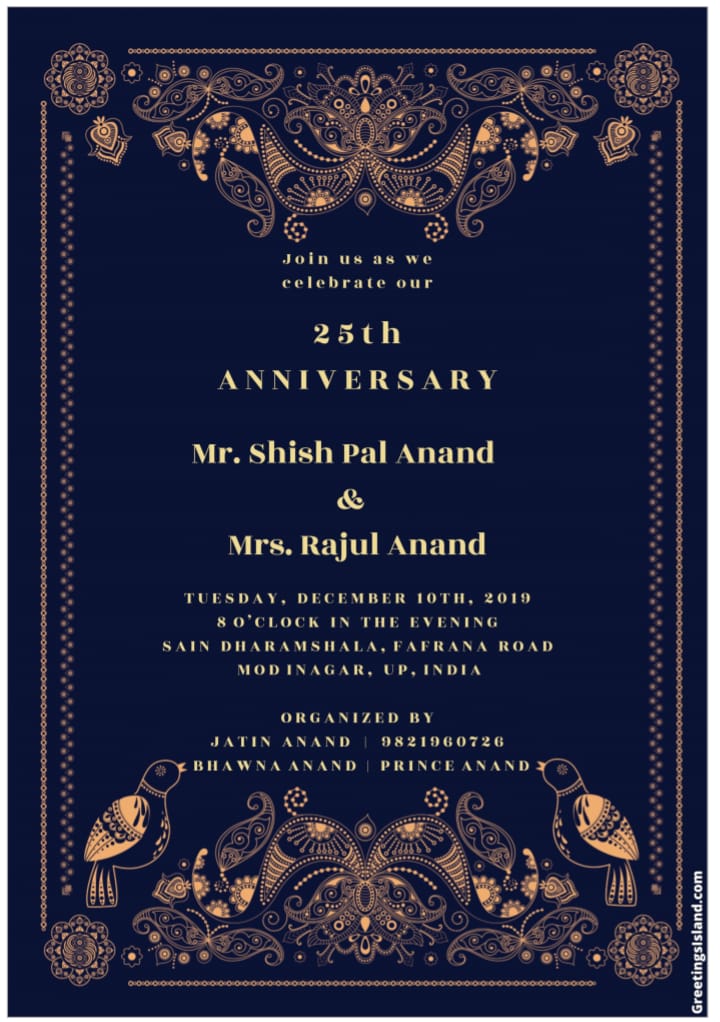 Join us as we
celebrate our
25th
ANNIVERSARY
Mr. Shish Pal Anand
&
Mrs. Rajul Anand
TUESDAY, DECEMBER 10TH, 2019
8 O'CLOCK IN THE EVENING
SAIN DHARAMSHALA, FAFRANA ROAD
MODINAGAR, UP, INDIA
ORGANIZED BY
JATIN ANAND | 9821960726
BHAWNA ANAND | PRINCE ANAND
GreetingsIsland.com